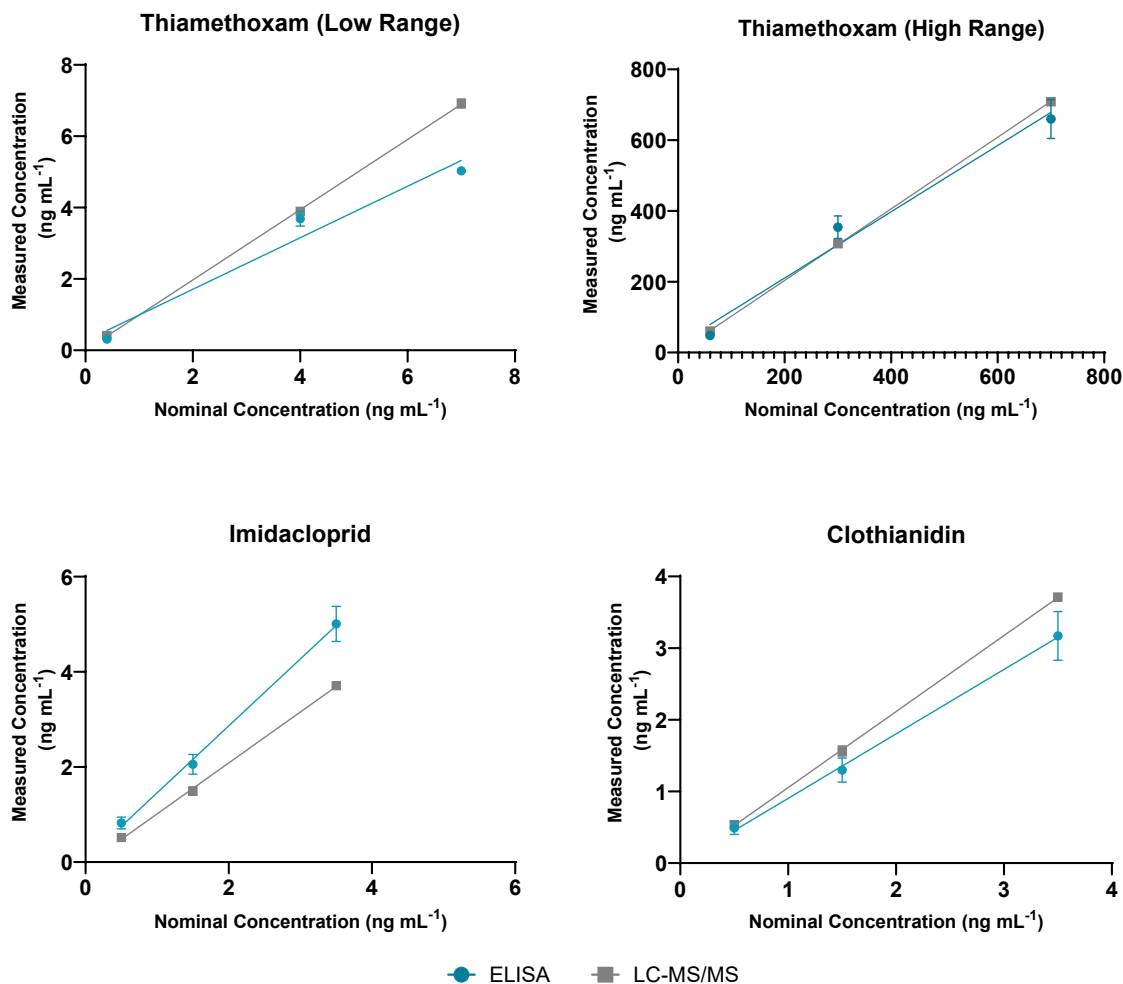 Thiamethoxam (Low Range)
Measured Concentration
(ng mL-1)
8
6
4
2
0
0 2 4 6 8
Nominal Concentration (ng mL-1)
Thiamethoxam (High Range)
Measured Concentration
(ng mL-1)
800
600
400
200
0
0 200 400 600 800
Nominal Concentration (ng mL-1)
Imidacloprid
Measured Concentration
(ng mL-1)
6
4
2
0
0 2 4 6
Nominal Concentration (ng mL-1)
Clothianidin
Measured Concentration
(ng mL-1)
4
3
2
1
0
0 1 2 3 4
Nominal Concentration (ng mL-1)
ELISA LC-MS/MS